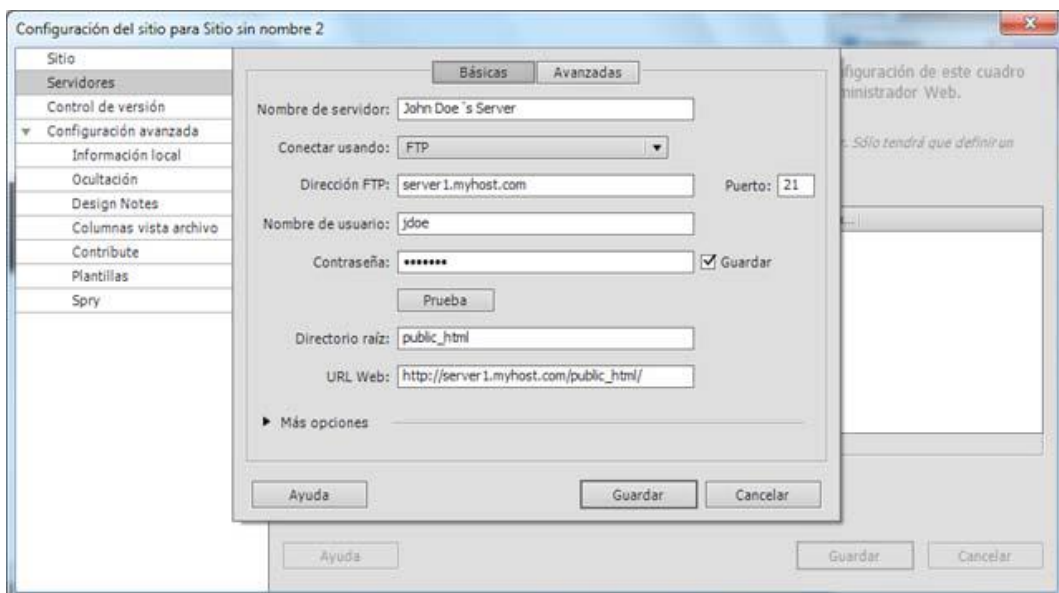 Configuración del sitio para Sitio sin nombre 2
Sitio
Servidores
Control de versión
Configuración avanzada
Información local
Ocultación
Design Notes
Columnas vista archivo
Contribute
Plantillas
Spry
Básicas
Avanzadas
Nombre de servidor: John Doe ´s Server
Conectar usando: FTP
Dirección FTP: server1.myhost.com Puerto: 21
Nombre de usuario: jdoe
Contraseña: ••••••• Guardar
Prueba
Directorio raíz: public_html
URL Web: http://server1.myhost.com/public_html/
Más opciones
Ayuda Guardar Cancelar
figuración de este cuadro
ministrador Web.
. Sólo tendrá que definir un
Ayuda Guardar Cancelar